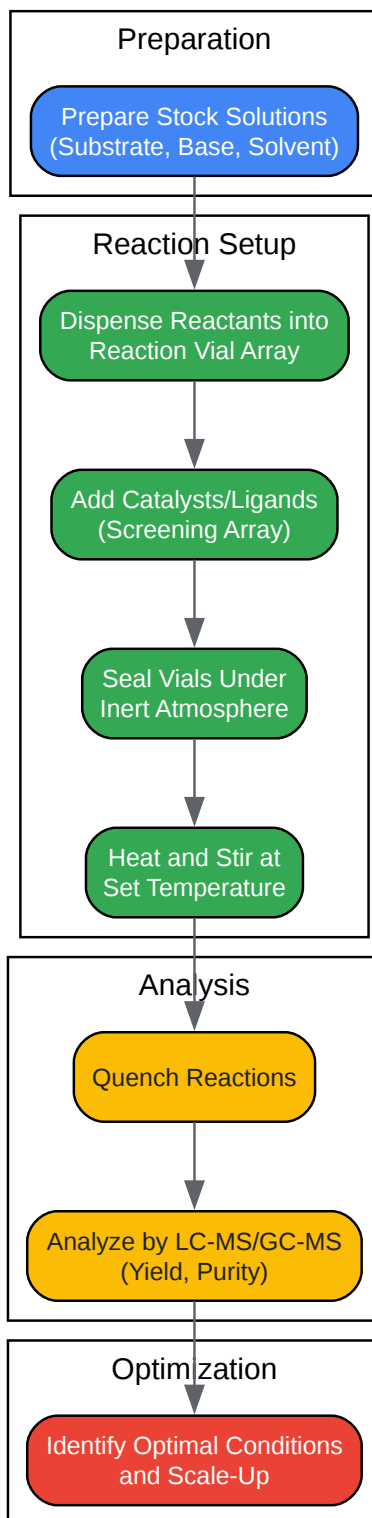 Preparation
Prepare Stock Solutions
(Substrate, Base, Solvent)
Reaction Setup
Dispense Reactants into
Reaction Vial Array
Add Catalysts/Ligands
(Screening Array)
Seal Vials Under
Inert Atmosphere
Heat and Stir at
Set Temperature
Analysis
Quench Reactions
Analyze by LC-MS/GC-MS
(Yield, Purity)
Optimization
Identify Optimal Conditions
and Scale-Up